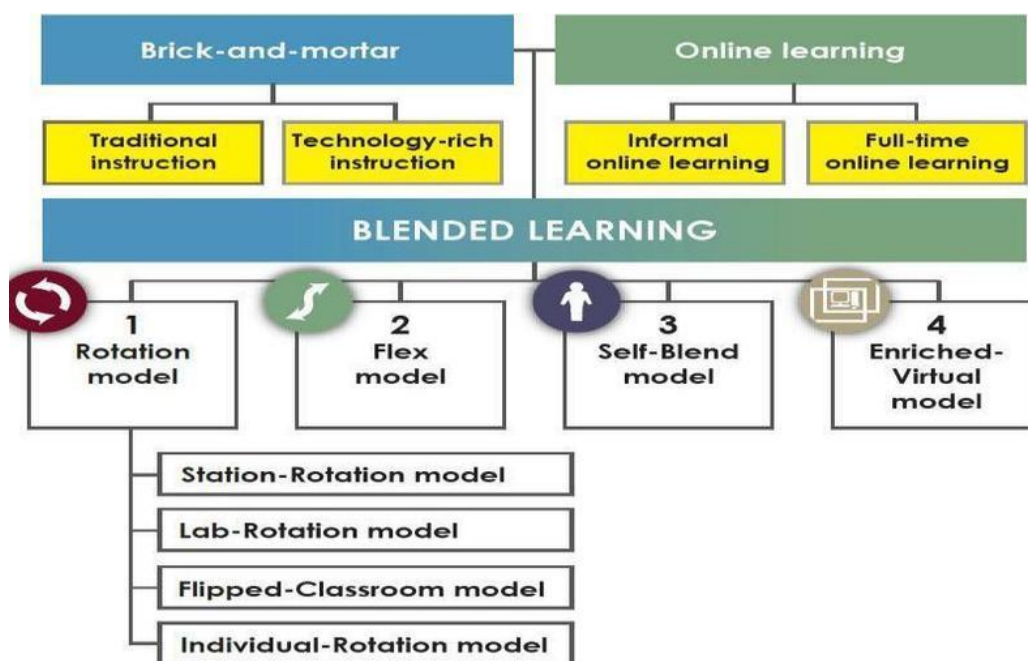 Brick-and-mortar
Online learning
Traditional
instruction
Technology-rich
instruction
Informal
online learning
Full-time
online learning
BLENDED LEARNING
1
Rotation
model
2
Flex
model
3
Self-Blend
model
4
Enriched-
Virtual
model
Station-Rotation model
Lab-Rotation model
Flipped-Classroom model
Individual-Rotation model